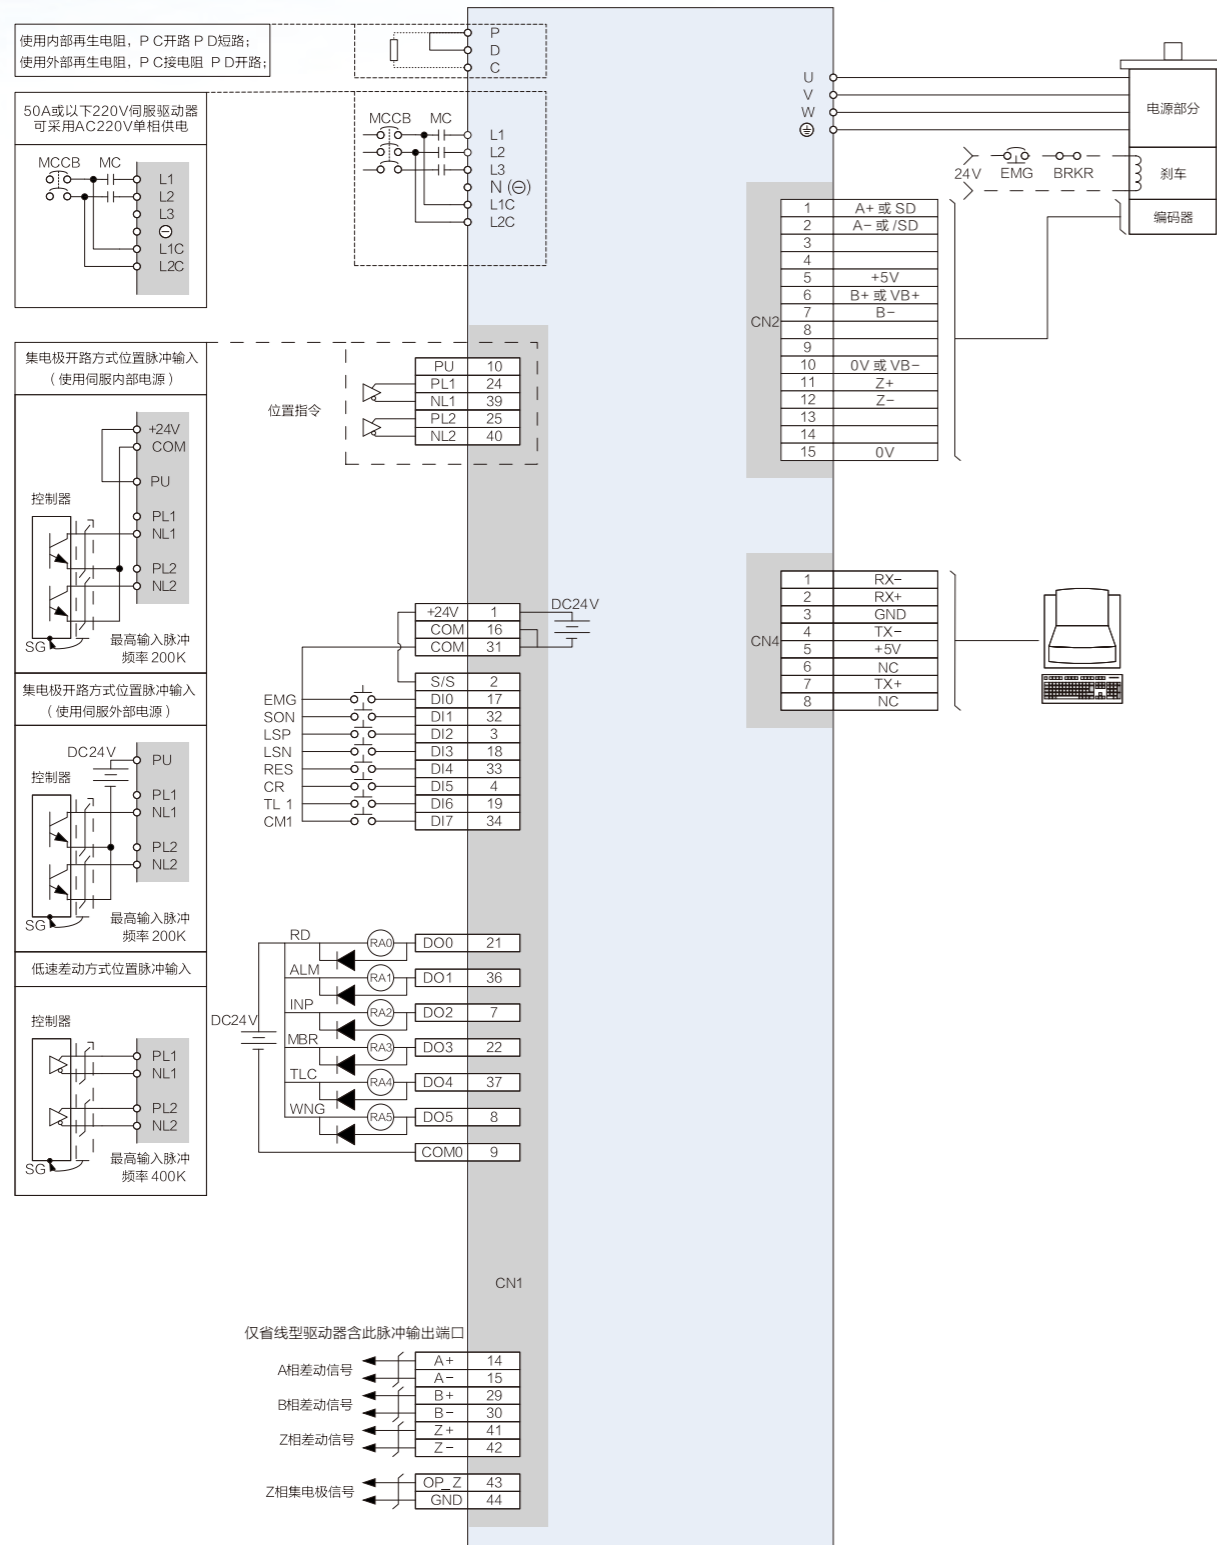 使用内部再生电阻，P C开路 P D短路；
使用外部再生电阻，P C接电阻 P D开路；
P
D
C
50A或以下220V伺服驱动器
可采用AC220V单相供电
MCCB MC
L1
L2
L3
⊖
L1C
L2C
MCCB MC
L1
L2
L3
N (⊖)
L1C
L2C
U
V
W
电源部分
24V EMG BRKR
刹车
编码器
CN2
1 A+ 或 SD
2 A− 或 /SD
3
4
5 +5V
6 B+ 或 VB+
7 B−
8
9
10 0V 或 VB−
11 Z+
12 Z−
13
14
15 0V
集电极开路方式位置脉冲输入
（使用伺服内部电源）
+24V
COM
PU
控制器
PL1
NL1
PL2
NL2
SG
最高输入脉冲
频率 200K
位置指令
PU 10
PL1 24
NL1 39
PL2 25
NL2 40
集电极开路方式位置脉冲输入
（使用伺服外部电源）
DC24V
PU
控制器
PL1
NL1
PL2
NL2
SG
最高输入脉冲
频率 200K
低速差动方式位置脉冲输入
控制器
PL1
NL1
PL2
NL2
SG
最高输入脉冲
频率 400K
+24V 1
COM 16
COM 31
DC24V
S/S 2
EMG DI0 17
SON DI1 32
LSP DI2 3
LSN DI3 18
RES DI4 33
CR DI5 4
TL 1 DI6 19
CM1 DI7 34
CN4
1 RX−
2 RX+
3 GND
4 TX−
5 +5V
6 NC
7 TX+
8 NC
DC24V
RD RA0 DO0 21
ALM RA1 DO1 36
INP RA2 DO2 7
MBR RA3 DO3 22
TLC RA4 DO4 37
WNG RA5 DO5 8
COM0 9
CN1
仅省线型驱动器含此脉冲输出端口
A相差动信号
A+ 14
A− 15
B相差动信号
B+ 29
B− 30
Z相差动信号
Z+ 41
Z− 42
Z相集电极信号
OP_Z 43
GND 44